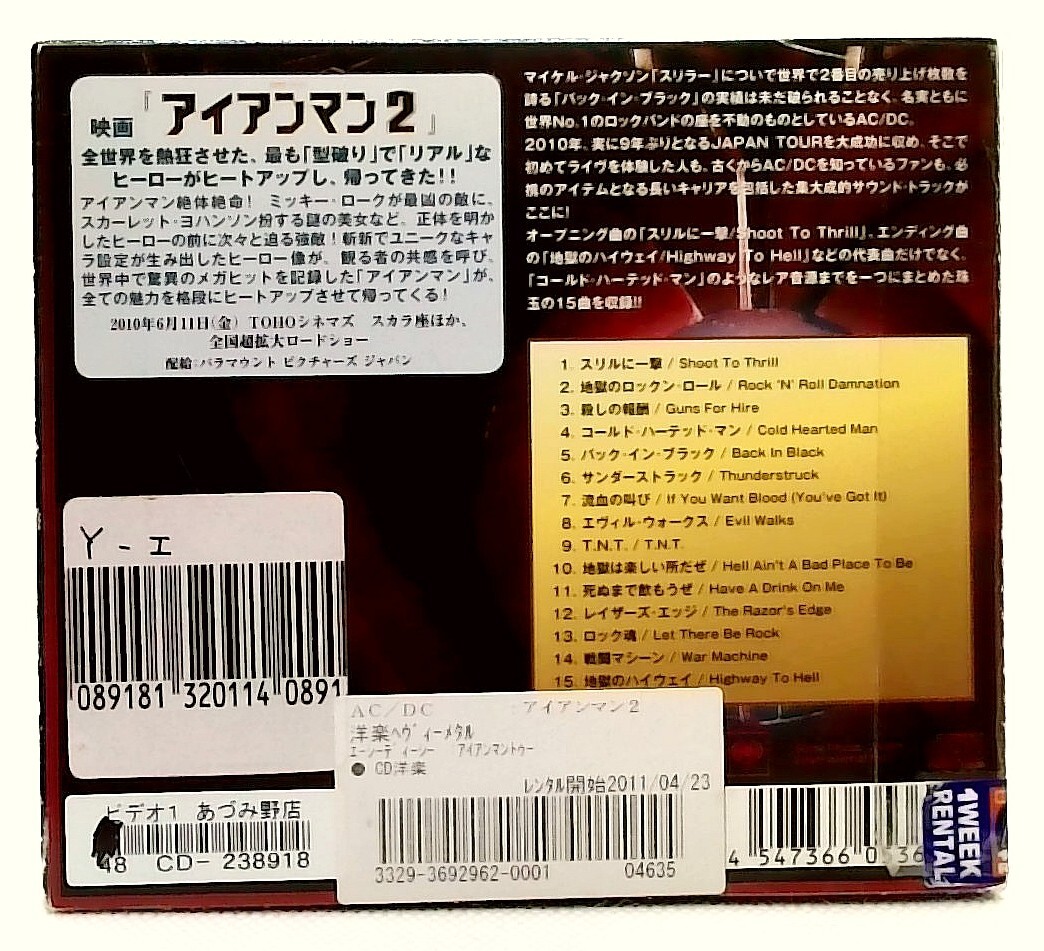 映画『アイアンマン2』
全世界を熱狂させた、最も「型破り」で「リアル」な
ヒーローがヒートアップし、帰ってきた!!
アイアンマン絶体絶命! ミッキー・ロークが最凶の敵に、
スカーレット・ヨハンソン扮する謎の美女など、正体を明か
したヒーローの前に次々と迫る強敵!斬新でユニークなキャ
ラ設定が生み出したヒーロー像が、観る者の共感を呼び、
世界中で驚異のメガヒットを記録した「アイアンマン」が、
全ての魅力を格段にヒートアップさせて帰ってくる!
2010年6月11日(金) TOHOシネマズ スカラ座ほか、
全国超拡大ロードショー
配給:パラマウント ピクチャーズ ジャパン
マイケル・ジャクソン「スリラー」について世界で2番目の売り上げ枚数を
誇る「バック・イン・ブラック」の実績は未だ破られることなく、名実ともに
世界No.1のロックバンドの座を不動のものとしているAC/DC。
2010年、実に9年ぶりとなるJAPAN TOURを大成功に収め、そこで
初めてライヴを体験した人も、古くからAC/DCを知っているファンも、必
携のアイテムとなる長いキャリアを包括した集大成的サウンド・トラックが
ここに!
オープニング曲の「スリルに一撃/Shoot To Thrill」、エンディング曲
の「地獄のハイウェイ/Highway To Hell」などの代表曲だけでなく、
「コールド・ハーテッド・マン」のようなレア音源までを一つにまとめた珠
玉の15曲を収録!!
1. スリルに一撃 / Shoot To Thrill
2. 地獄のロックン・ロール / Rock 'N' Roll Damnation
3. 殺しの報酬 / Guns For Hire
4. コールド・ハーテッド・マン / Cold Hearted Man
5. バック・イン・ブラック / Back In Black
6. サンダーストラック / Thunderstruck
7. 流血の叫び / If You Want Blood (You've Got It)
8. エヴィル・ウォークス / Evil Walks
9. T.N.T. / T.N.T.
10. 地獄は楽しい所だぜ / Hell Ain't A Bad Place To Be
11. 死ぬまで飲もうぜ / Have A Drink On Me
12. レイザーズ・エッジ / The Razor's Edge
13. ロック魂 / Let There Be Rock
14. 戦闘マシーン / War Machine
15. 地獄のハイウェイ / Highway To Hell
Y-エ
089181 320114 0891
AC/DC アイアンマン2
洋楽ヘヴィーメタル
エーシーディーシー アイアンマントゥー
● CD洋楽
レンタル開始2011/04/23
3329-3692962-0001 04635
ビデオ1 あづみ野店
48 CD-238918
4 547366 0536
1WEEK
RENTAL